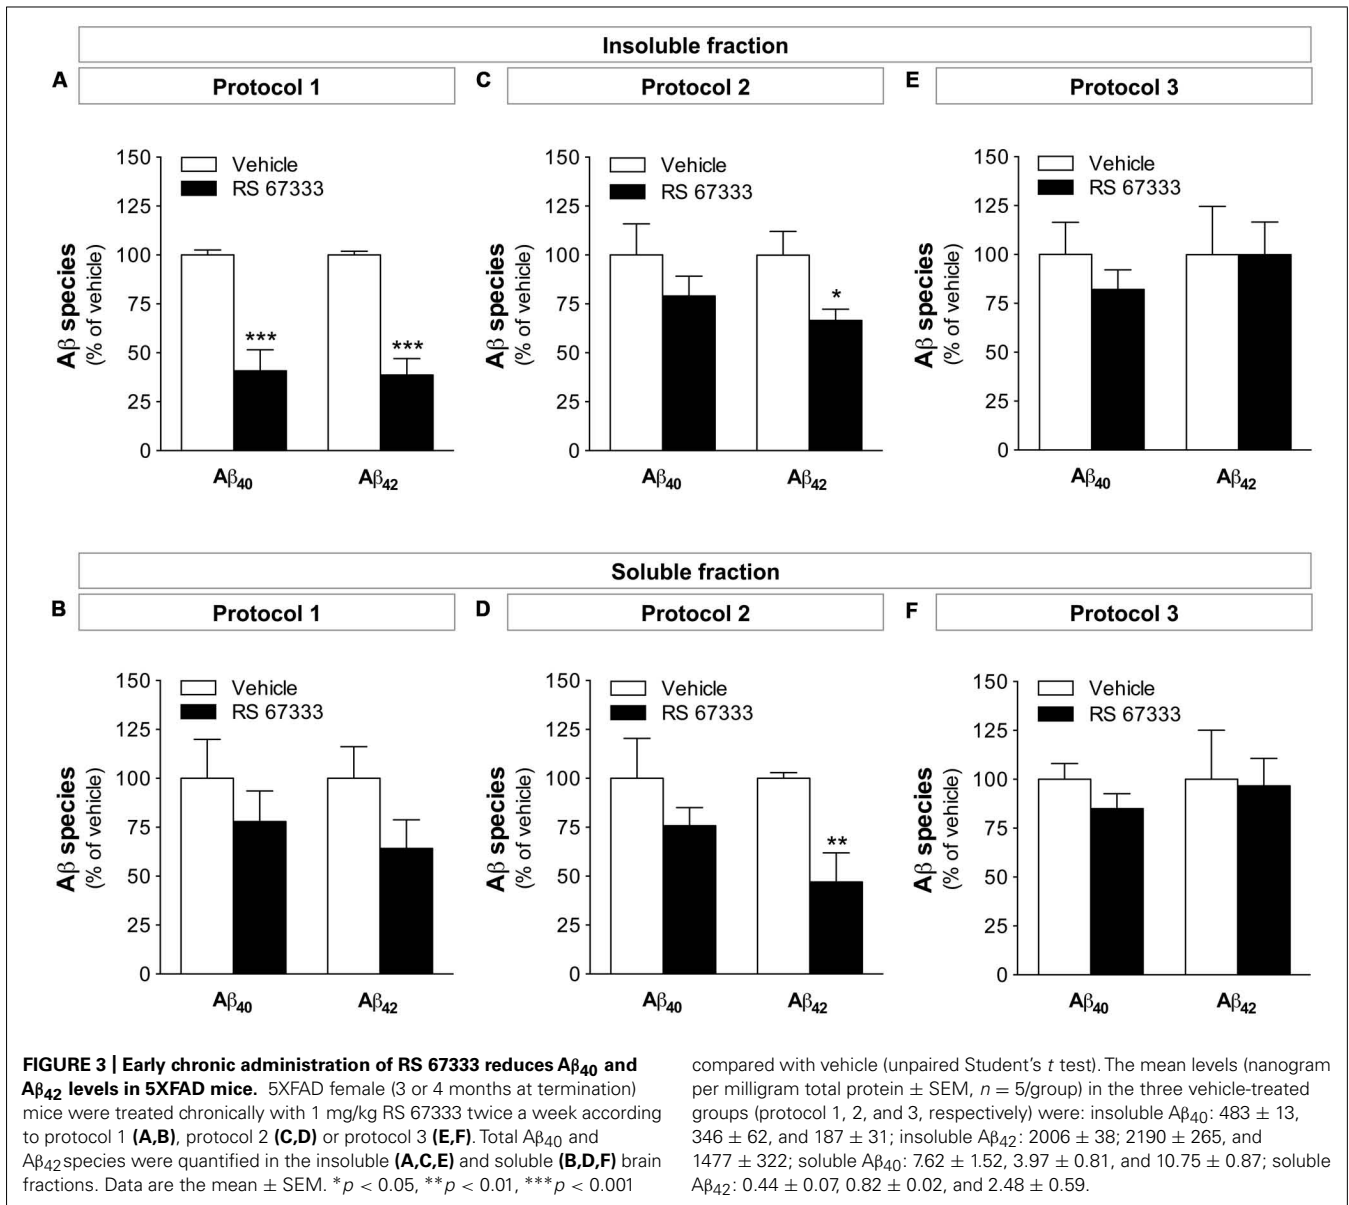 Insoluble fraction
A
Protocol 1
150
125
100
75
50
25
0
Aβ species
(% of vehicle)
Vehicle
RS 67333
***
***
Aβ40
Aβ42
C
Protocol 2
150
125
100
75
50
25
0
Aβ species
(% of vehicle)
Vehicle
RS 67333
*
Aβ40
Aβ42
E
Protocol 3
150
125
100
75
50
25
0
Aβ species
(% of vehicle)
Vehicle
RS 67333
Aβ40
Aβ42
Soluble fraction
B
Protocol 1
150
125
100
75
50
25
0
Aβ species
(% of vehicle)
Vehicle
RS 67333
Aβ40
Aβ42
D
Protocol 2
150
125
100
75
50
25
0
Aβ species
(% of vehicle)
Vehicle
RS 67333
**
Aβ40
Aβ42
F
Protocol 3
150
125
100
75
50
25
0
Aβ species
(% of vehicle)
Vehicle
RS 67333
Aβ40
Aβ42
FIGURE 3 | Early chronic administration of RS 67333 reduces Aβ40 and
Aβ42 levels in 5XFAD mice. 5XFAD female (3 or 4 months at termination)
mice were treated chronically with 1 mg/kg RS 67333 twice a week according
to protocol 1 (A,B), protocol 2 (C,D) or protocol 3 (E,F). Total Aβ40 and
Aβ42 species were quantified in the insoluble (A,C,E) and soluble (B,D,F) brain
fractions. Data are the mean ± SEM. *p < 0.05, **p < 0.01, ***p < 0.001
compared with vehicle (unpaired Student's t test). The mean levels (nanogram
per milligram total protein ± SEM, n = 5/group) in the three vehicle-treated
groups (protocol 1, 2, and 3, respectively) were: insoluble Aβ40: 483 ± 13,
346 ± 62, and 187 ± 31; insoluble Aβ42: 2006 ± 38; 2190 ± 265, and
1477 ± 322; soluble Aβ40: 7.62 ± 1.52, 3.97 ± 0.81, and 10.75 ± 0.87; soluble
Aβ42: 0.44 ± 0.07, 0.82 ± 0.02, and 2.48 ± 0.59.